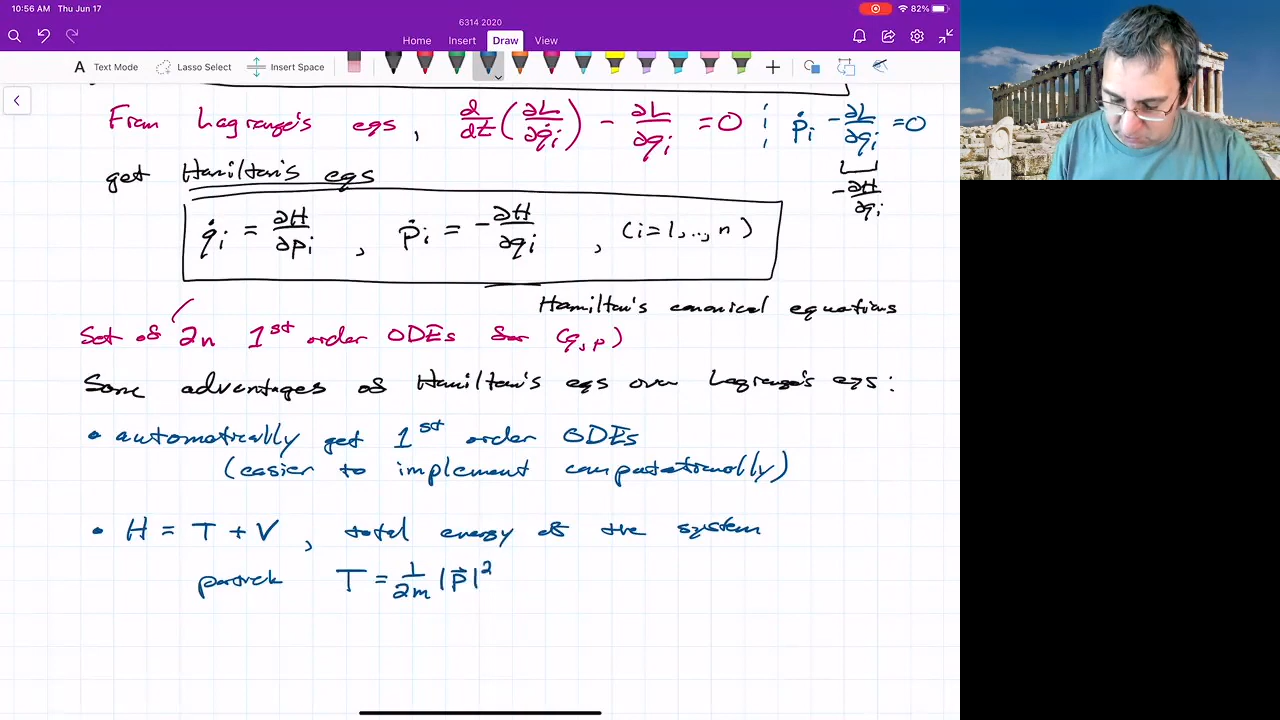 10:56 AM Thu Jun 17
82%
6314 2020
Home Insert Draw View
Text Mode Lasso Select Insert Space
From Lagrange's eqs, d/dt(∂L/∂q̇i) - ∂L/∂qi = 0 ¦ ṗi - ∂L/∂qi = 0
-∂H/∂qi
get Hamilton's eqs
q̇i = ∂H/∂pi , ṗi = -∂H/∂qi , (i=1,..,n)
Hamilton's canonical equations
Set of 2n 1st order ODEs for (q,p)
Some advantages of Hamilton's eqs over Lagrange's eqs:
• automatically get 1st order ODEs
(easier to implement computationally)
• H = T + V , total energy of the system
T = 1/2m |p⃗|²